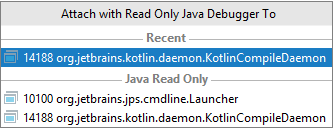 Attach with Read Only Java Debugger To
Recent
14188 org.jetbrains.kotlin.daemon.KotlinCompileDaemon
Java Read Only
10100 org.jetbrains.jps.cmdline.Launcher
14188 org.jetbrains.kotlin.daemon.KotlinCompileDaemon